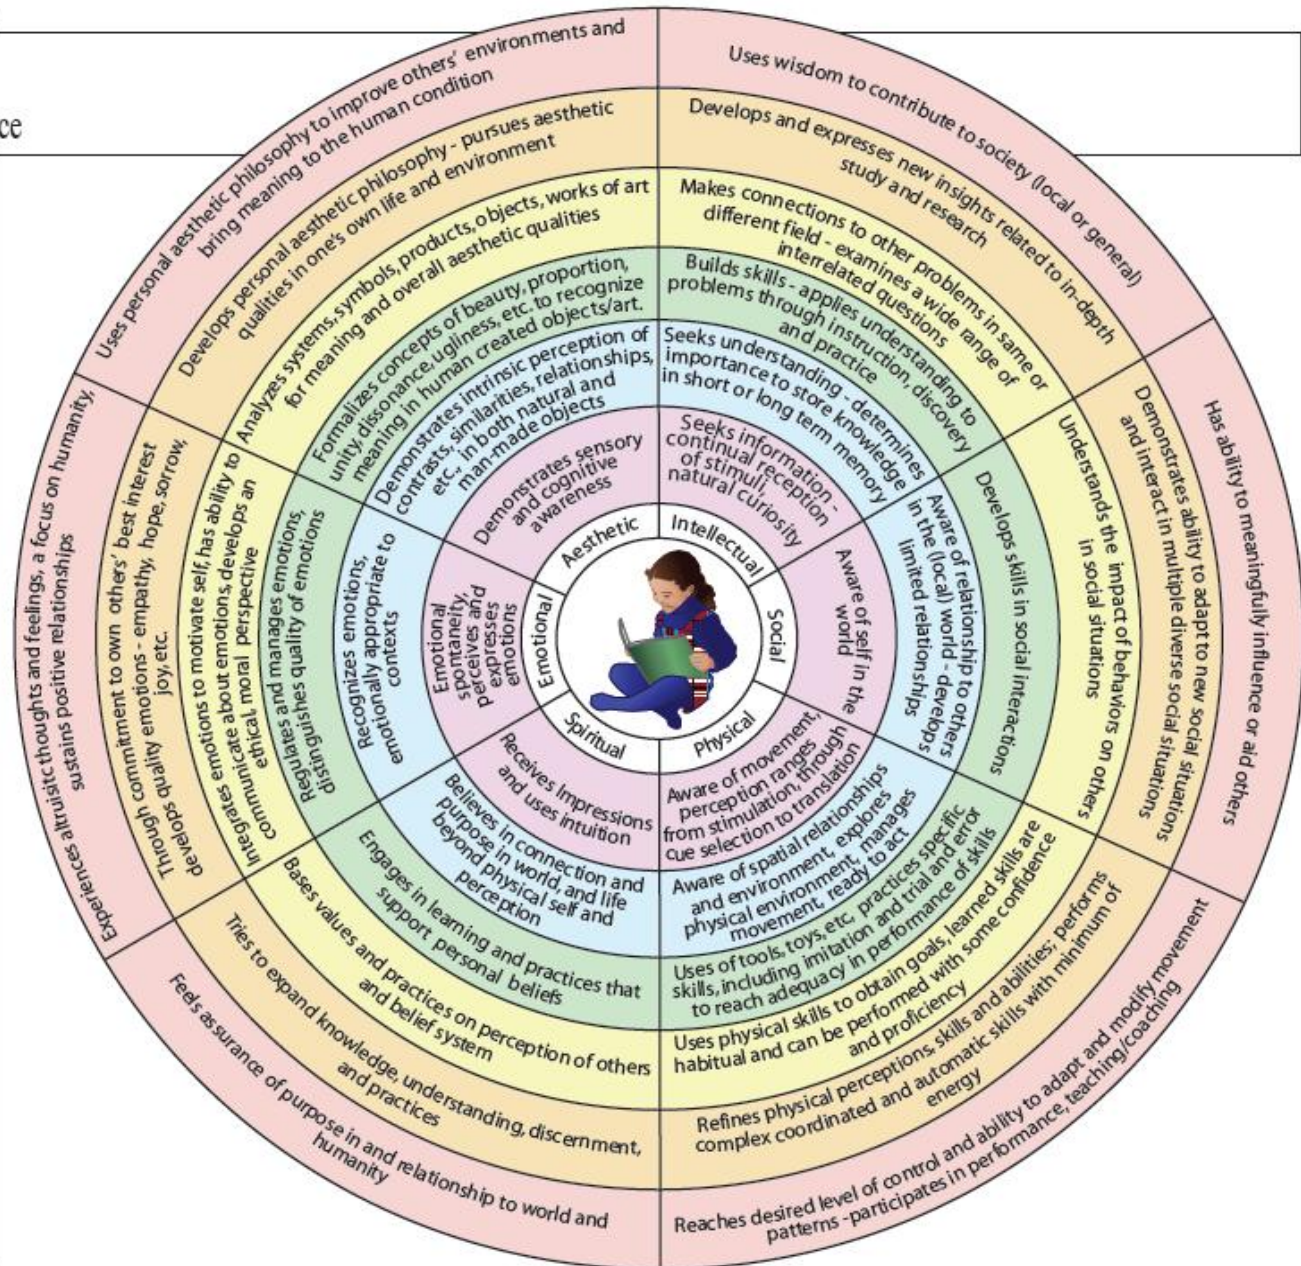 ce
Uses personal aesthetic philosophy to improve others' environments and
bring meaning to the human condition
Develops personal aesthetic philosophy - pursues aesthetic
qualities in one's own life and environment
Analyzes systems, symbols, products, objects, works of art
for meaning and overall aesthetic qualities
Formalizes concepts of beauty, proportion,
unity, dissonance, ugliness, etc. to recognize
meaning in human created objects/art.
Demonstrates intrinsic perception of
contrasts, similarities, relationships,
etc., in both natural and
man-made objects
Demonstrates sensory
and cognitive
awareness
Aesthetic
Uses wisdom to contribute to society (local or general)
Develops and expresses new insights related to in-depth
study and research
Makes connections to other problems in same or
different field - examines a wide range of
interrelated questions
Builds skills - applies understanding to
problems through instruction, discovery
and practice
Seeks understanding - determines
importance to store knowledge
in short or long term memory
Seeks information -
continual reception -
of stimuli,
natural curiosity
Intellectual
Has ability to meaningfully influence or aid others
Demonstrates ability to adapt to new social situations
and interact in multiple diverse social situations
Understands the impact of behaviors on others
in social situations
Develops skills in social interactions
Aware of relationship to others
in the (local) world - develops
limited relationships
Aware of self in the
world
Social
Physical
Aware of movement,
perception ranges
from stimulation, through
cue selection to translation
Aware of spatial relationships
and environment, explores
physical environment, manages
movement, ready to act
Uses of tools, toys, etc, practices specific
skills, including imitation and trial and error
to reach adequacy in performance of skills
Uses physical skills to obtain goals, learned skills are
habitual and can be performed with some confidence
and proficiency
Refines physical perceptions, skills and abilities; performs
complex coordinated and automatic skills with minimum of
energy
Reaches desired level of control and ability to adapt and modify movement
patterns -participates in performance, teaching/coaching
Spiritual
Receives Impressions
and uses intuition
Believes in connection and
purpose in world, and life
beyond physical self and
perception
Engages in learning and practices that
support personal beliefs
Bases values and practices on perception of others
and belief system
Tries to expand knowledge, understanding, discernment,
and practices
Feels assurance of purpose in and relationship to world and
humanity
Emotional
Emotional
spontaneity,
perceives and
expresses
emotions
Recognizes emotions,
emotionally appropriate to
contexts
Regulates and manages emotions,
distinguishes quality of emotions
Integrates emotions to motivate self, has ability to
communicate about emotions, develops an
ethical, moral perspective
Through commitment to own others' best interest
develops quality emotions - empathy, hope, sorrow,
joy, etc.
Experiences altruistic thoughts and feelings, a focus on humanity,
sustains positive relationships